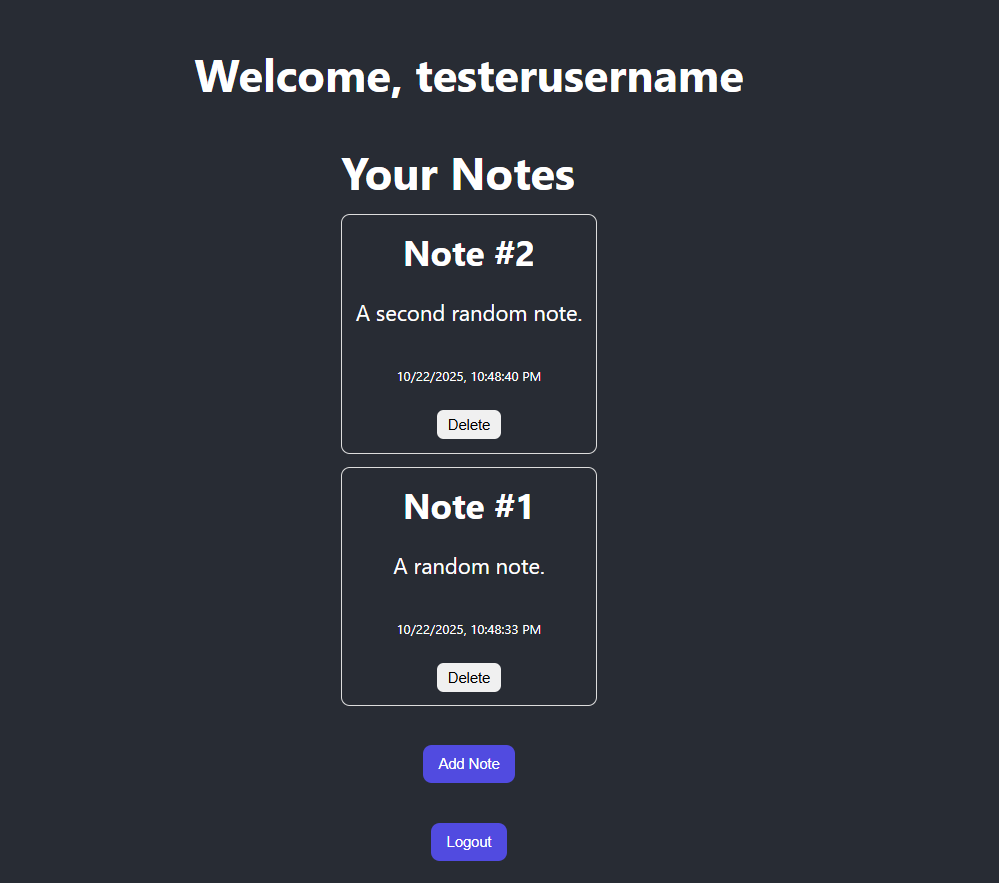 Welcome, testerusername
Your Notes
Note #2
A second random note.
10/22/2025, 10:48:40 PM
Delete
Note #1
A random note.
10/22/2025, 10:48:33 PM
Delete
Add Note
Logout